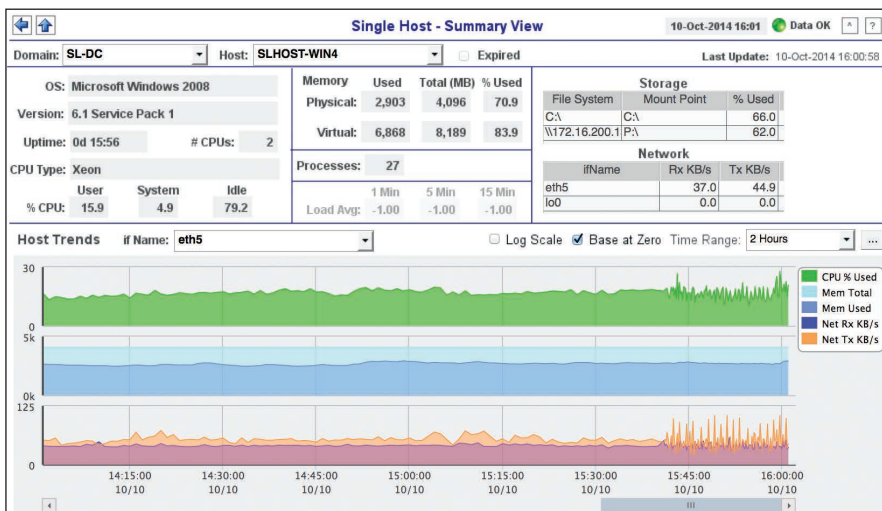 Single Host - Summary View
10-Oct-2014 16:01 Data OK ^ ?
Domain: SL-DC Host: SLHOST-WIN4 Expired Last Update: 10-Oct-2014 16:00:58
OS: Microsoft Windows 2008
Version: 6.1 Service Pack 1
Uptime: 0d 15:56 # CPUs: 2
CPU Type: Xeon
User System Idle
% CPU: 15.9 4.9 79.2
Memory Used Total (MB) % Used
Physical: 2,903 4,096 70.9
Virtual: 6,868 8,189 83.9
Processes: 27
1 Min 5 Min 15 Min
Load Avg: -1.00 -1.00 -1.00
Storage
File System Mount Point % Used
C:\ C:\ 66.0
\\172.16.200.1 P:\ 62.0
Network
ifName Rx KB/s Tx KB/s
eth5 37.0 44.9
lo0 0.0 0.0
Host Trends if Name: eth5 Log Scale Base at Zero Time Range: 2 Hours ...
30
0
5k
0k
125
0
CPU % Used
Mem Total
Mem Used
Net Rx KB/s
Net Tx KB/s
14:15:00 14:30:00 14:45:00 15:00:00 15:15:00 15:30:00 15:45:00 16:00:00
10/10 10/10 10/10 10/10 10/10 10/10 10/10 10/10